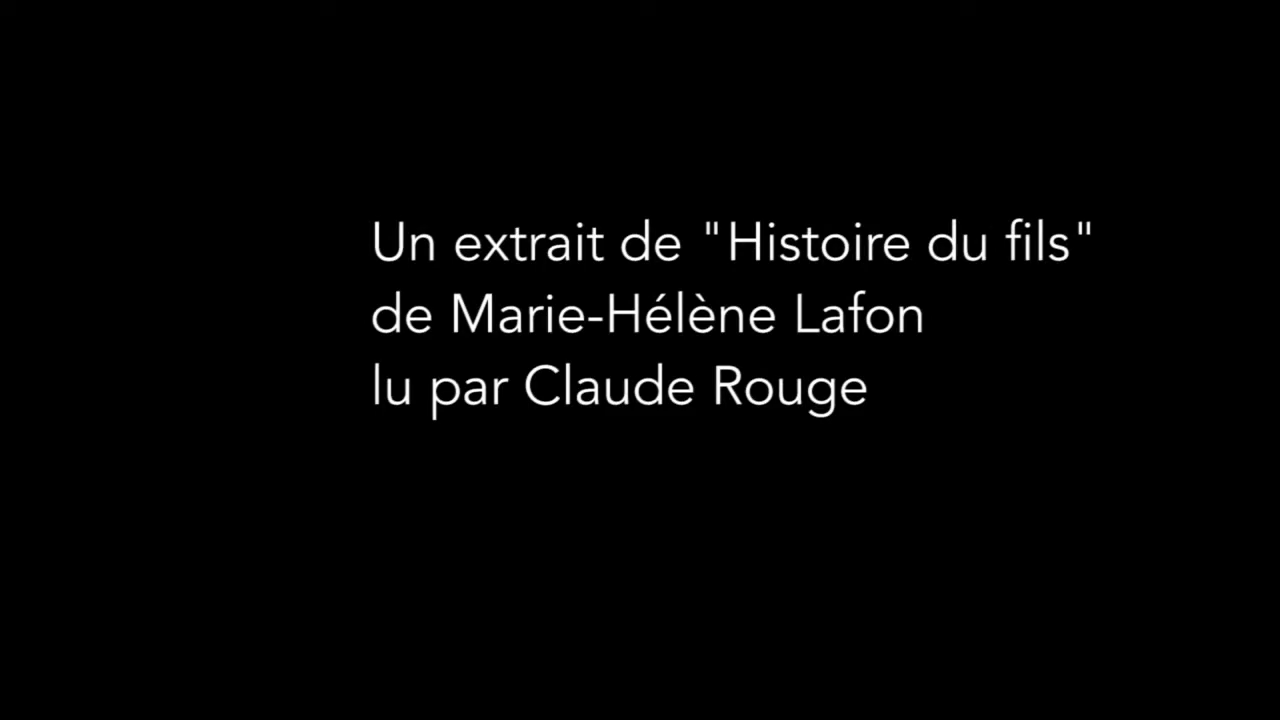 Un extrait de "Histoire du fils"
de Marie-Hélène Lafon
lu par Claude Rouge